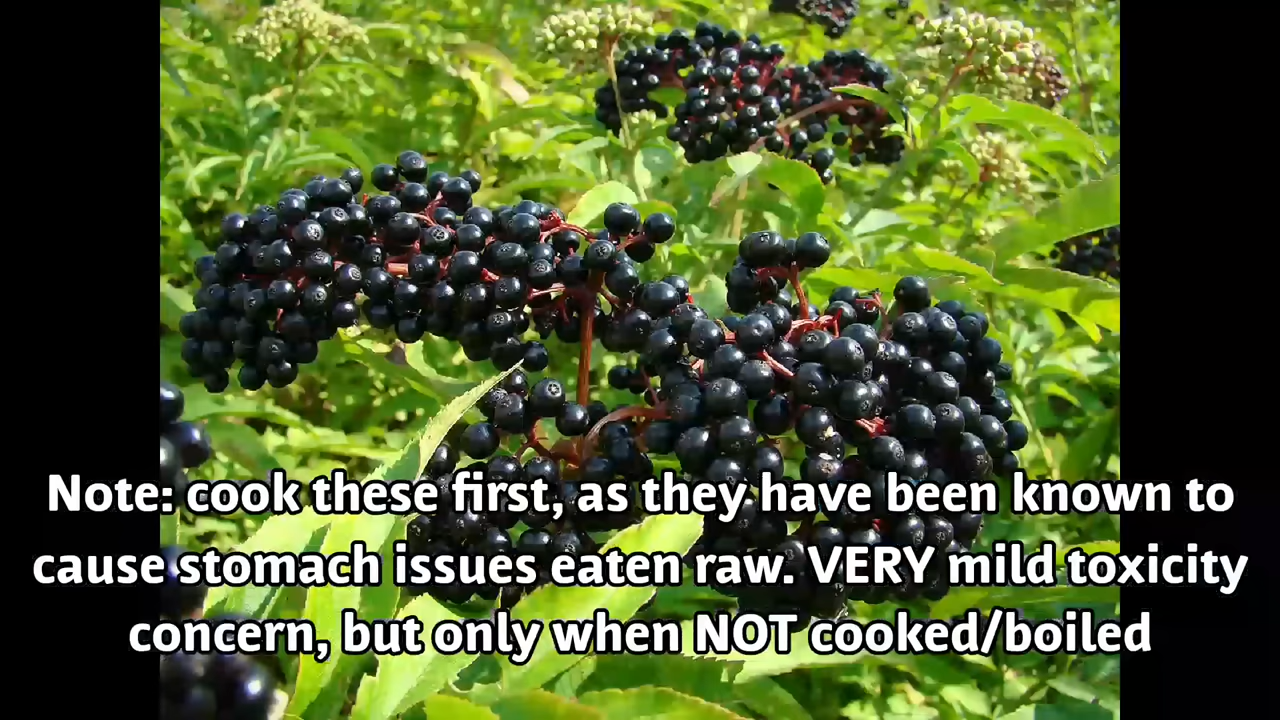 Note: cook these first, as they have been known to
cause stomach issues eaten raw. VERY mild toxicity
concern, but only when NOT cooked/boiled